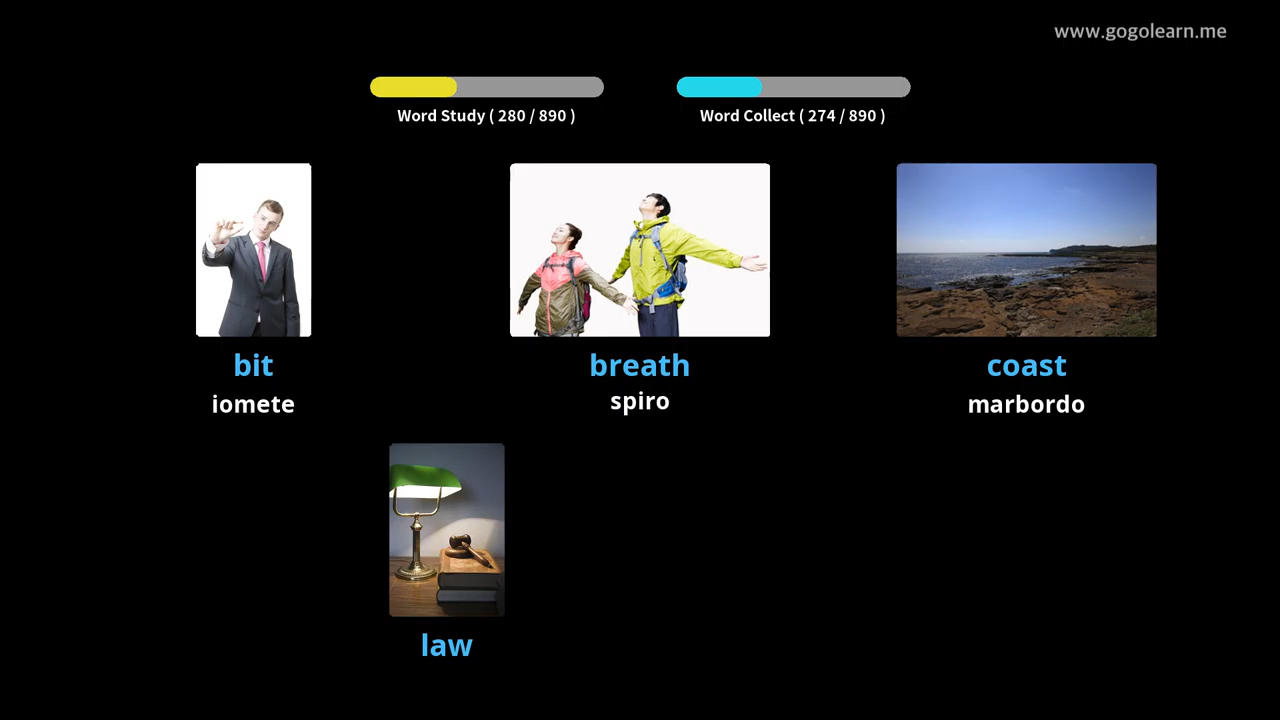 www.gogolearn.me
Word Study ( 280 / 890 )
Word Collect ( 274 / 890 )
bit
iomete
breath
spiro
coast
marbordo
law